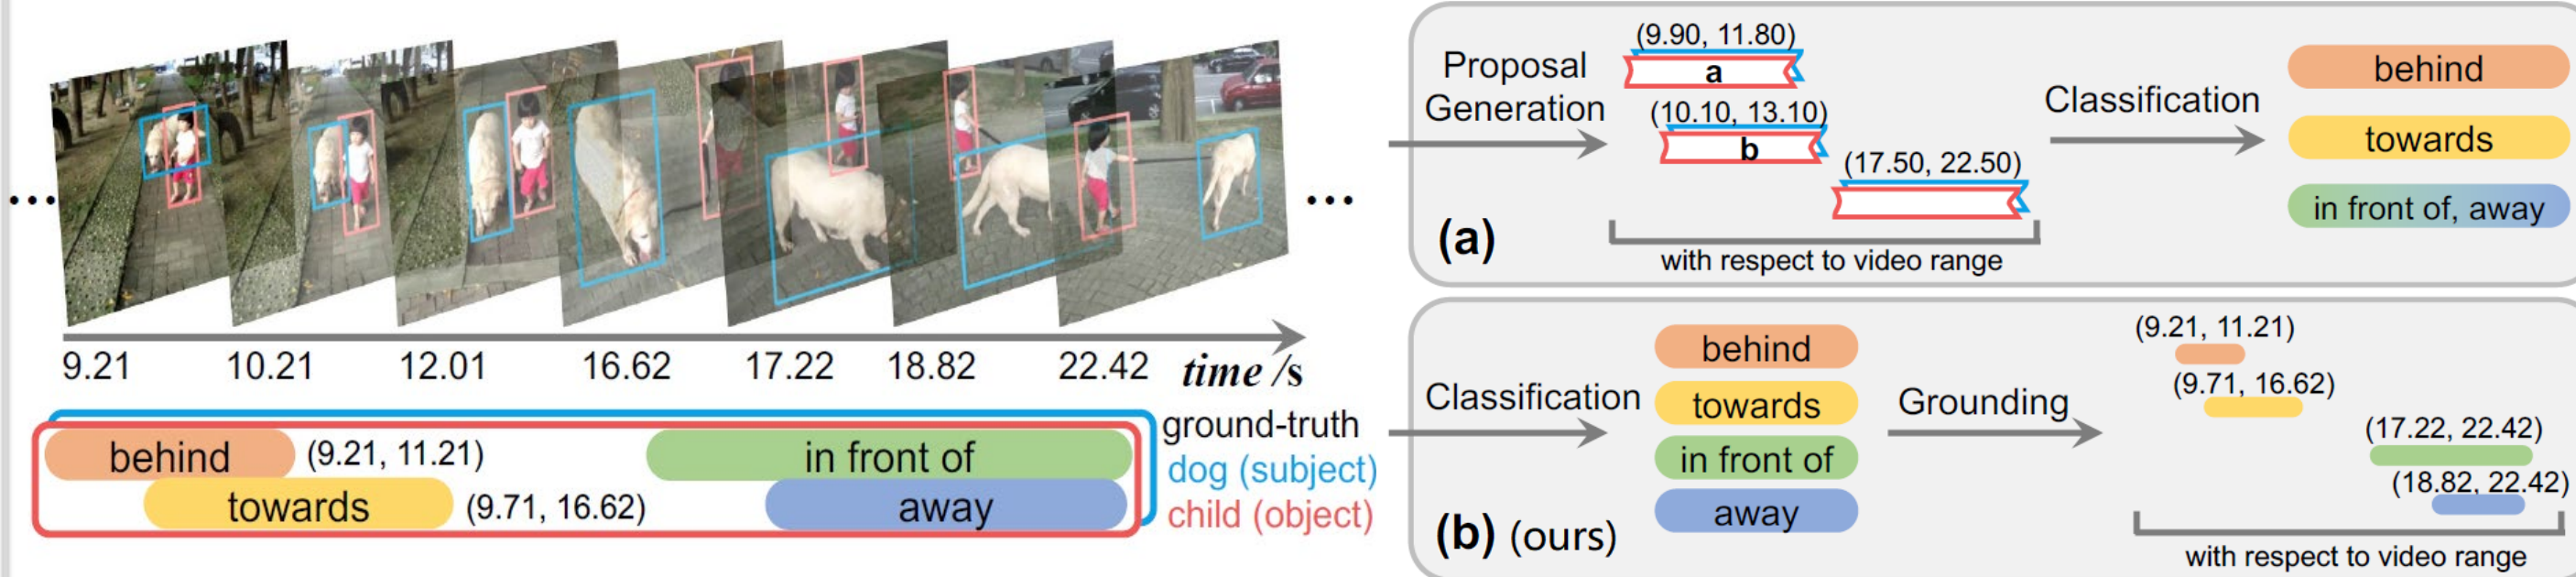 ...
9.21 10.21 12.01 16.62 17.22 18.82 22.42 time /s
behind (9.21, 11.21) in front of
towards (9.71, 16.62) away
ground-truth
dog (subject)
child (object)
...
(a)
Proposal
Generation
(9.90, 11.80)
a
(10.10, 13.10)
b
(17.50, 22.50)
with respect to video range
Classification
behind
towards
in front of, away
(b) (ours)
Classification
behind
towards
in front of
away
Grounding
(9.21, 11.21)
(9.71, 16.62)
(17.22, 22.42)
(18.82, 22.42)
with respect to video range